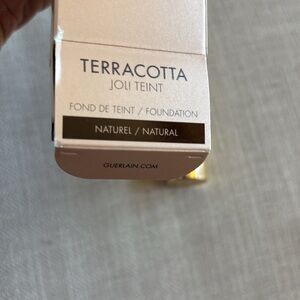 TERRACOTTA
JOLI TEINT
FOND DE TEINT / FOUNDATION
NATUREL / NATURAL
GUERLAIN.COM